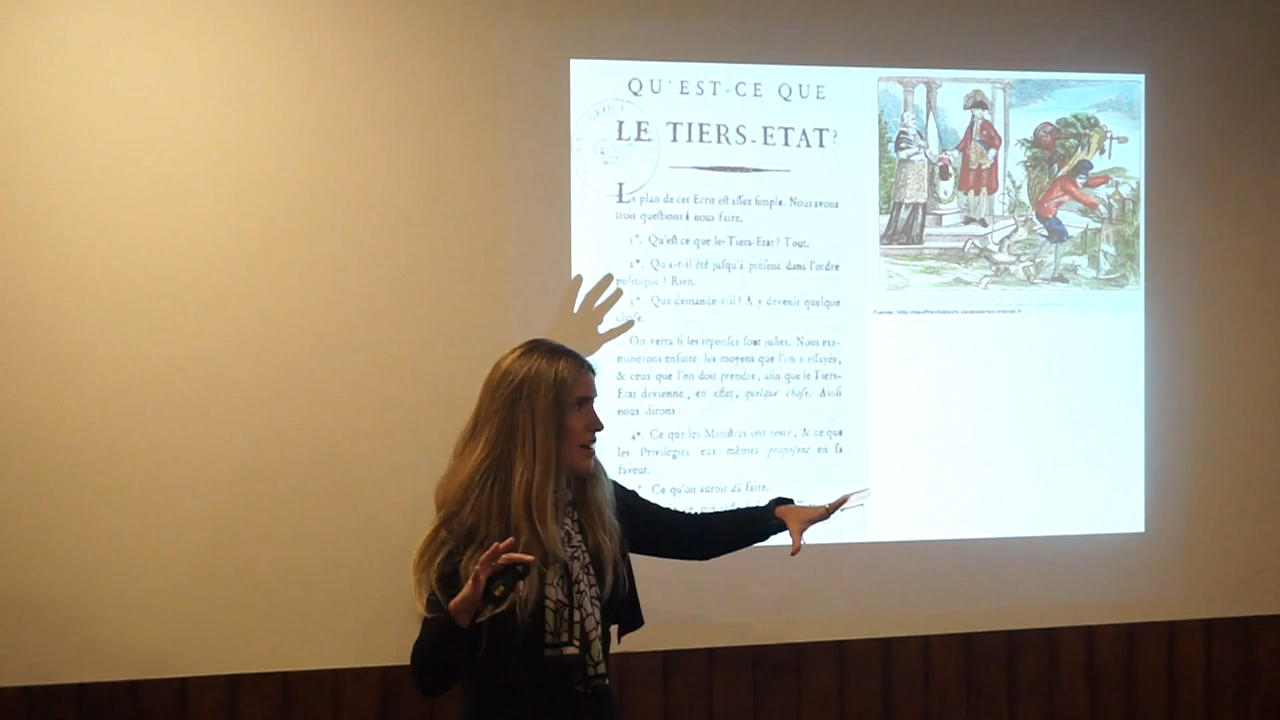 QU'EST-CE QUE
LE TIERS-ETAT?
Le plan de cet Ecrit eſt aſſez ſimple. Nous avons
trois queſtions à nous faire.
1°. Qu'eſt ce que le Tiers-Etat? Tout.
2°. Qu'a-t-il été juſqu'à préſent dans l'ordre
politique? Rien.
3°. Que demande-t-il? A y devenir quelque
choſe.
On verra ſi les réponſes ſont juſtes. Nous exa-
minerons enſuite les moyens que l'on a eſſayés,
& ceux que l'on doit prendre, afin que le Tiers-
Etat devienne, en effet, quelque choſe. Ainſi
nous dirons:
4°. Ce que les Miniſtres ont tenté, & ce que
les Privilégiés eux-mêmes propoſent en ſa
faveur.
Ce qu'on auroit dû faire.